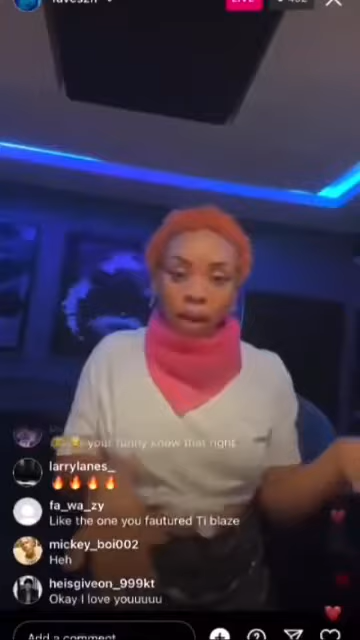 LIVE
your funny know that right
larrylanes_
🔥🔥🔥🔥
fa_wa_zy
Like the one you fautured Ti blaze
mickey_boi002
Heh
heisgiveon_999kt
Okay I love youuuuu
Add a comment